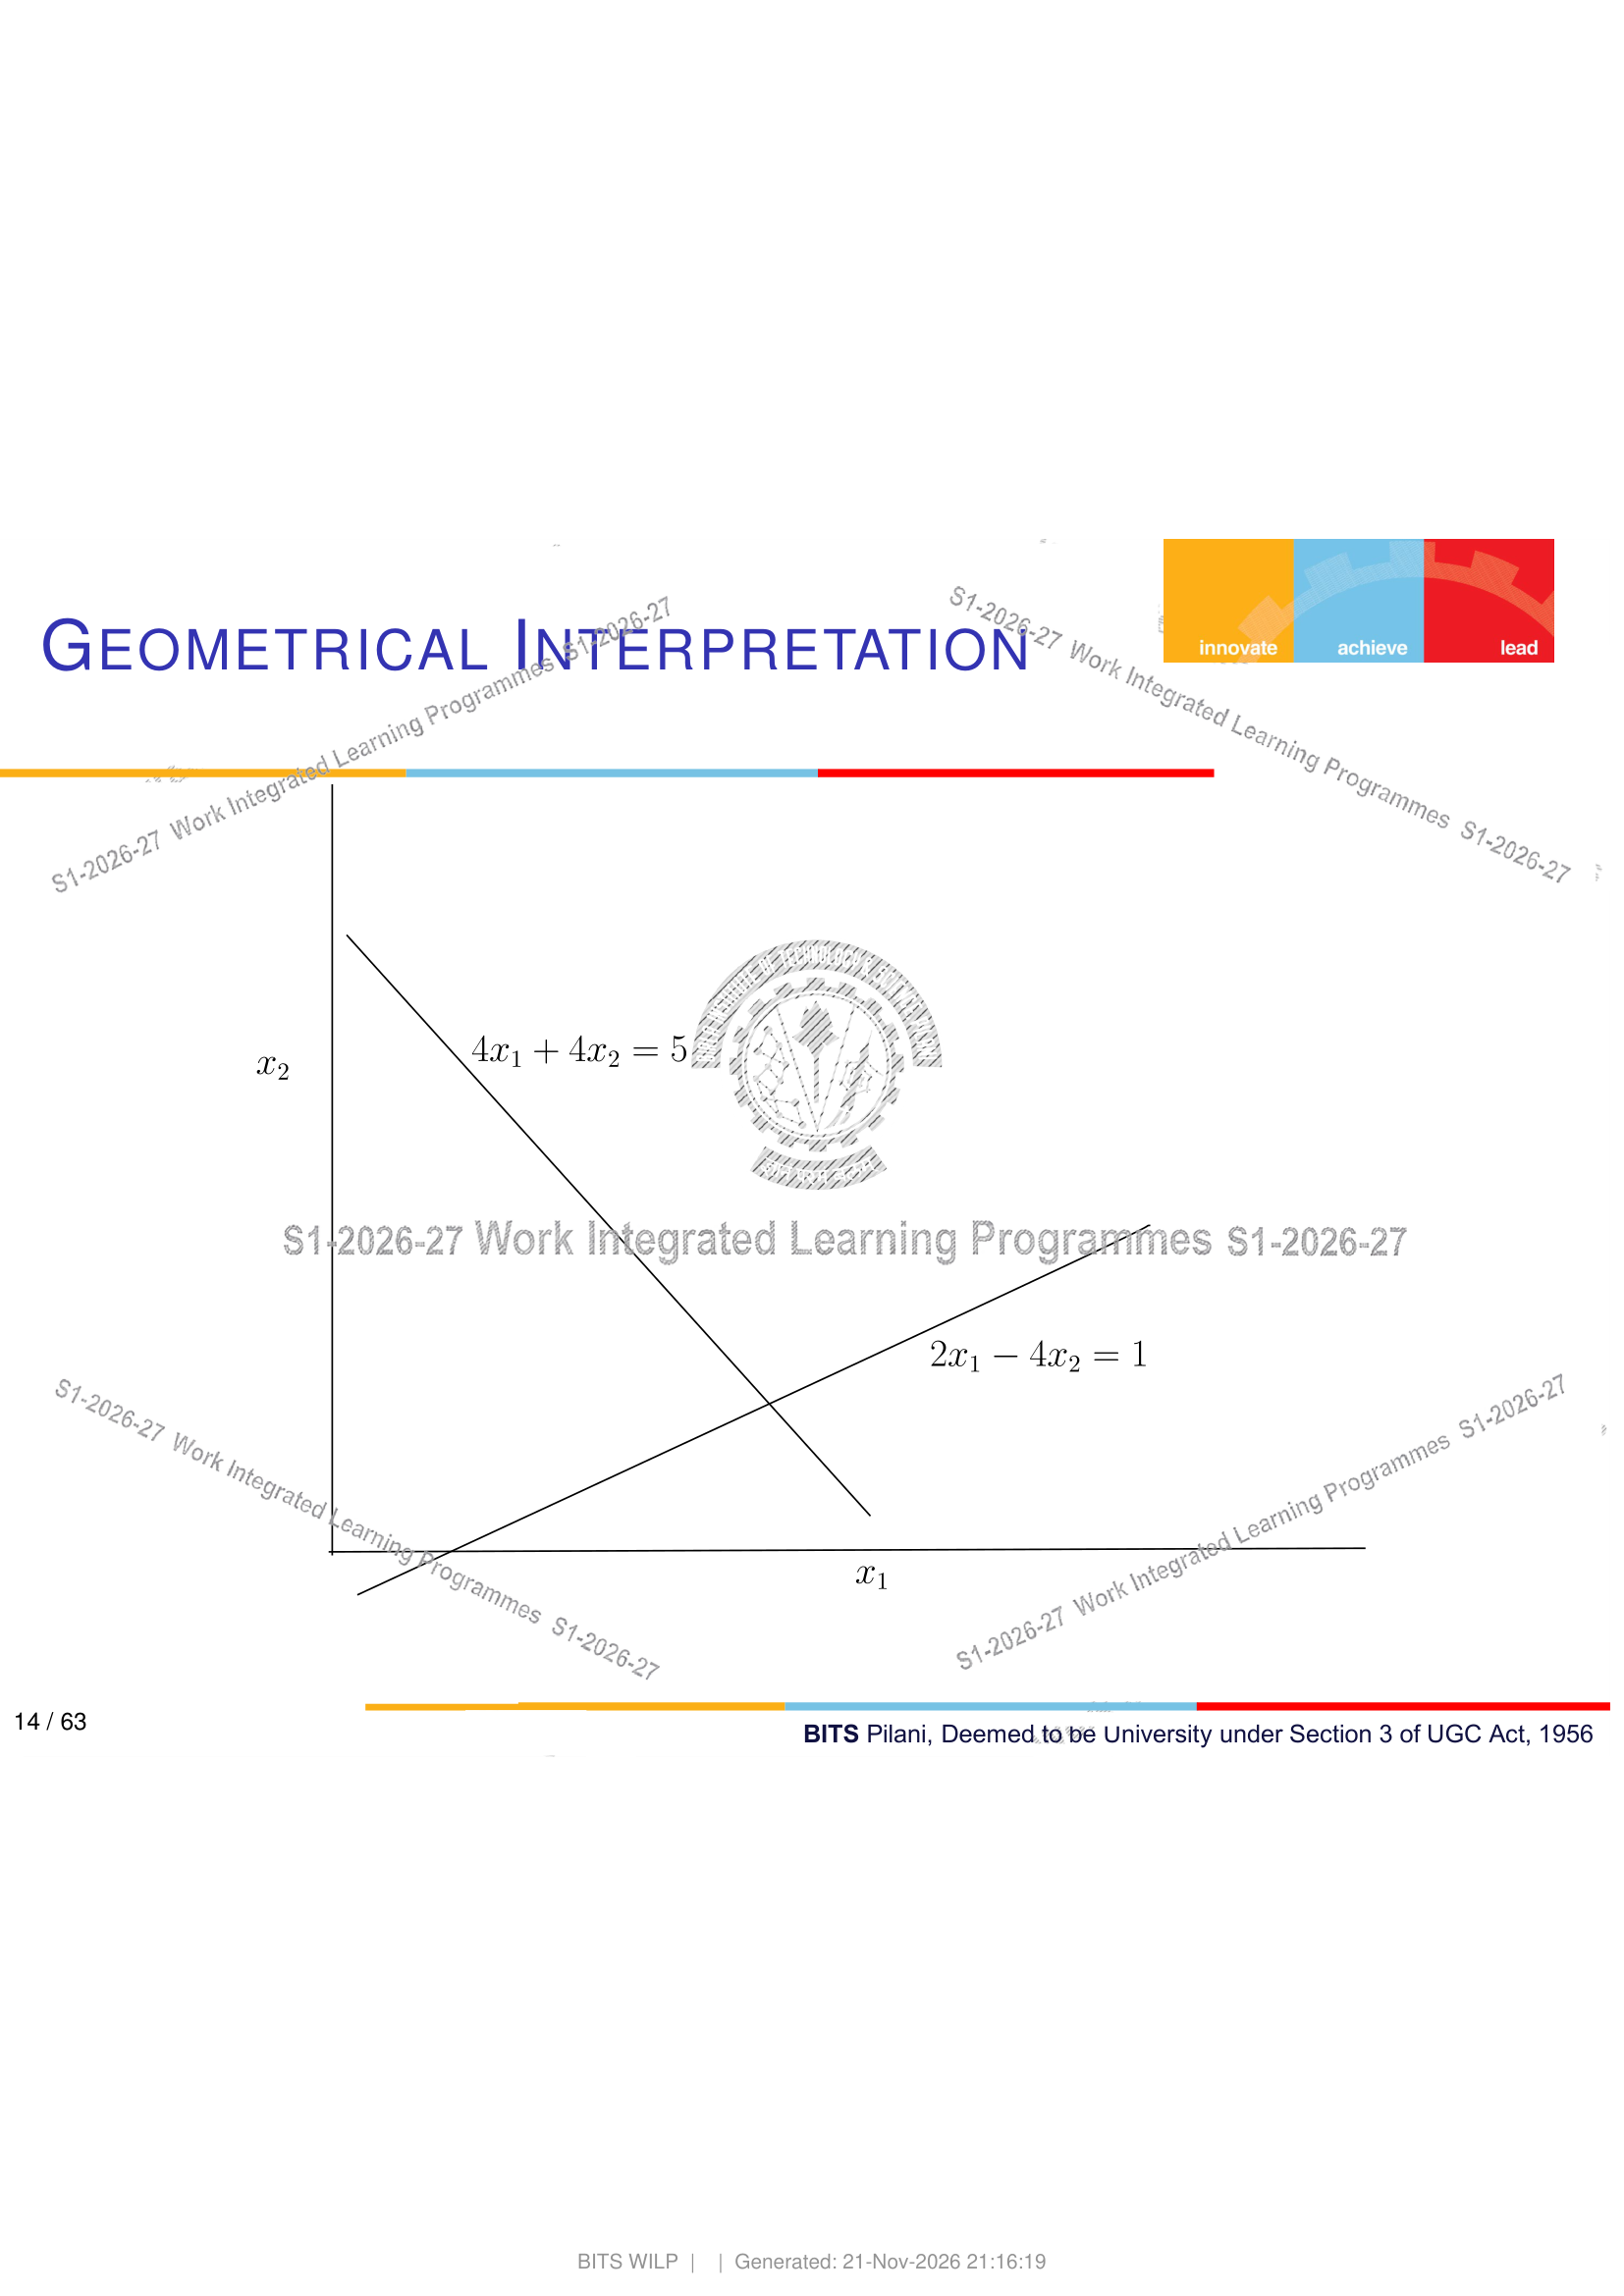 GEOMETRICAL INTERPRETATION
innovate achieve lead
S1-2026-27 Work Integrated Learning Programmes S1-2026-27
S1-2026-27 Work Integrated Learning Programmes S1-2026-27
x₂
4x₁ + 4x₂ = 5
S1-2026-27 Work Integrated Learning Programmes S1-2026-27
2x₁ − 4x₂ = 1
S1-2026-27 Work Integrated Learning Programmes S1-2026-27
S1-2026-27 Work Integrated Learning Programmes S1-2026-27
x₁
14 / 63
BITS Pilani, Deemed to be University under Section 3 of UGC Act, 1956
BITS WILP | | Generated: 21-Nov-2026 21:16:19